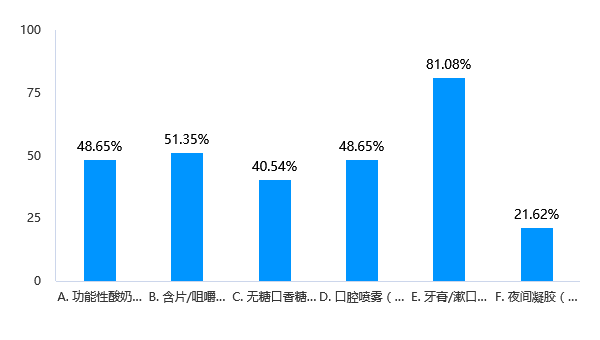 100
81.08%
75
48.65%
51.35%
40.54%
48.65%
50
25
21.62%
0
A. 功能性酸奶...
B. 含片/咀嚼...
C. 无糖口香糖...
D. 口腔喷雾（...
E. 牙膏/漱口...
F. 夜间凝胶（...